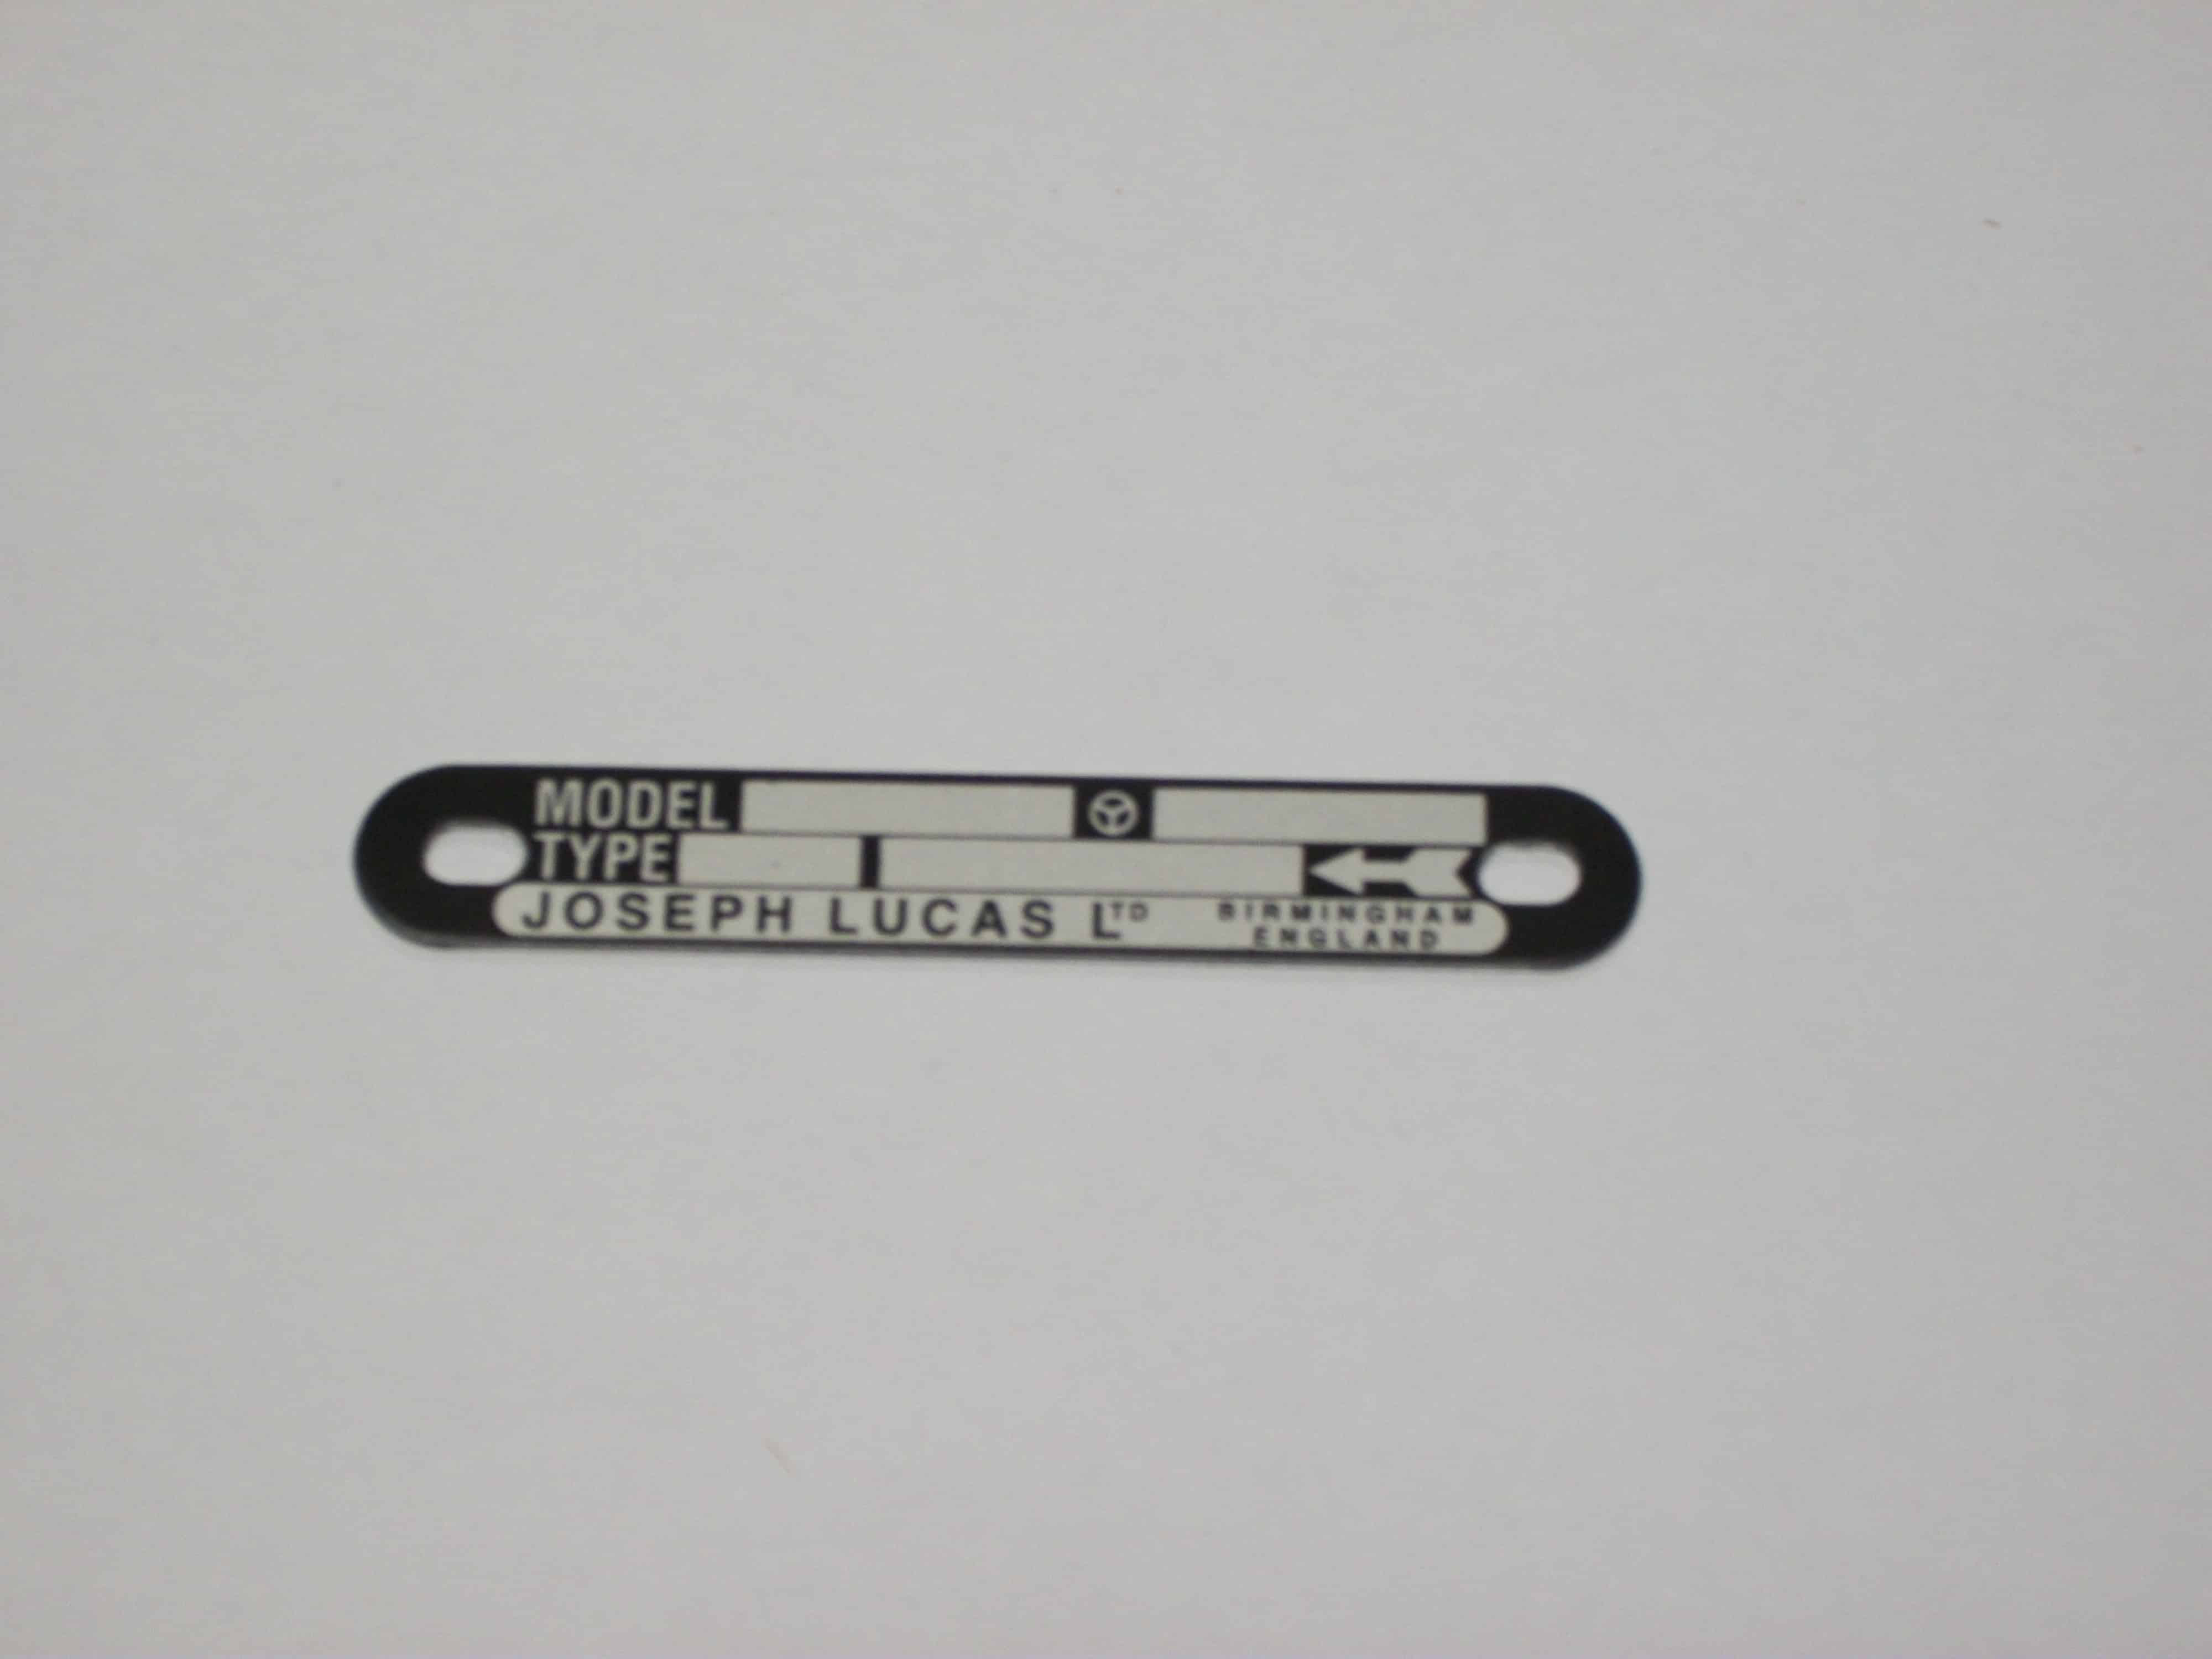 MODEL
TYPE
JOSEPH LUCAS LTD
BIRMINGHAM
ENGLAND